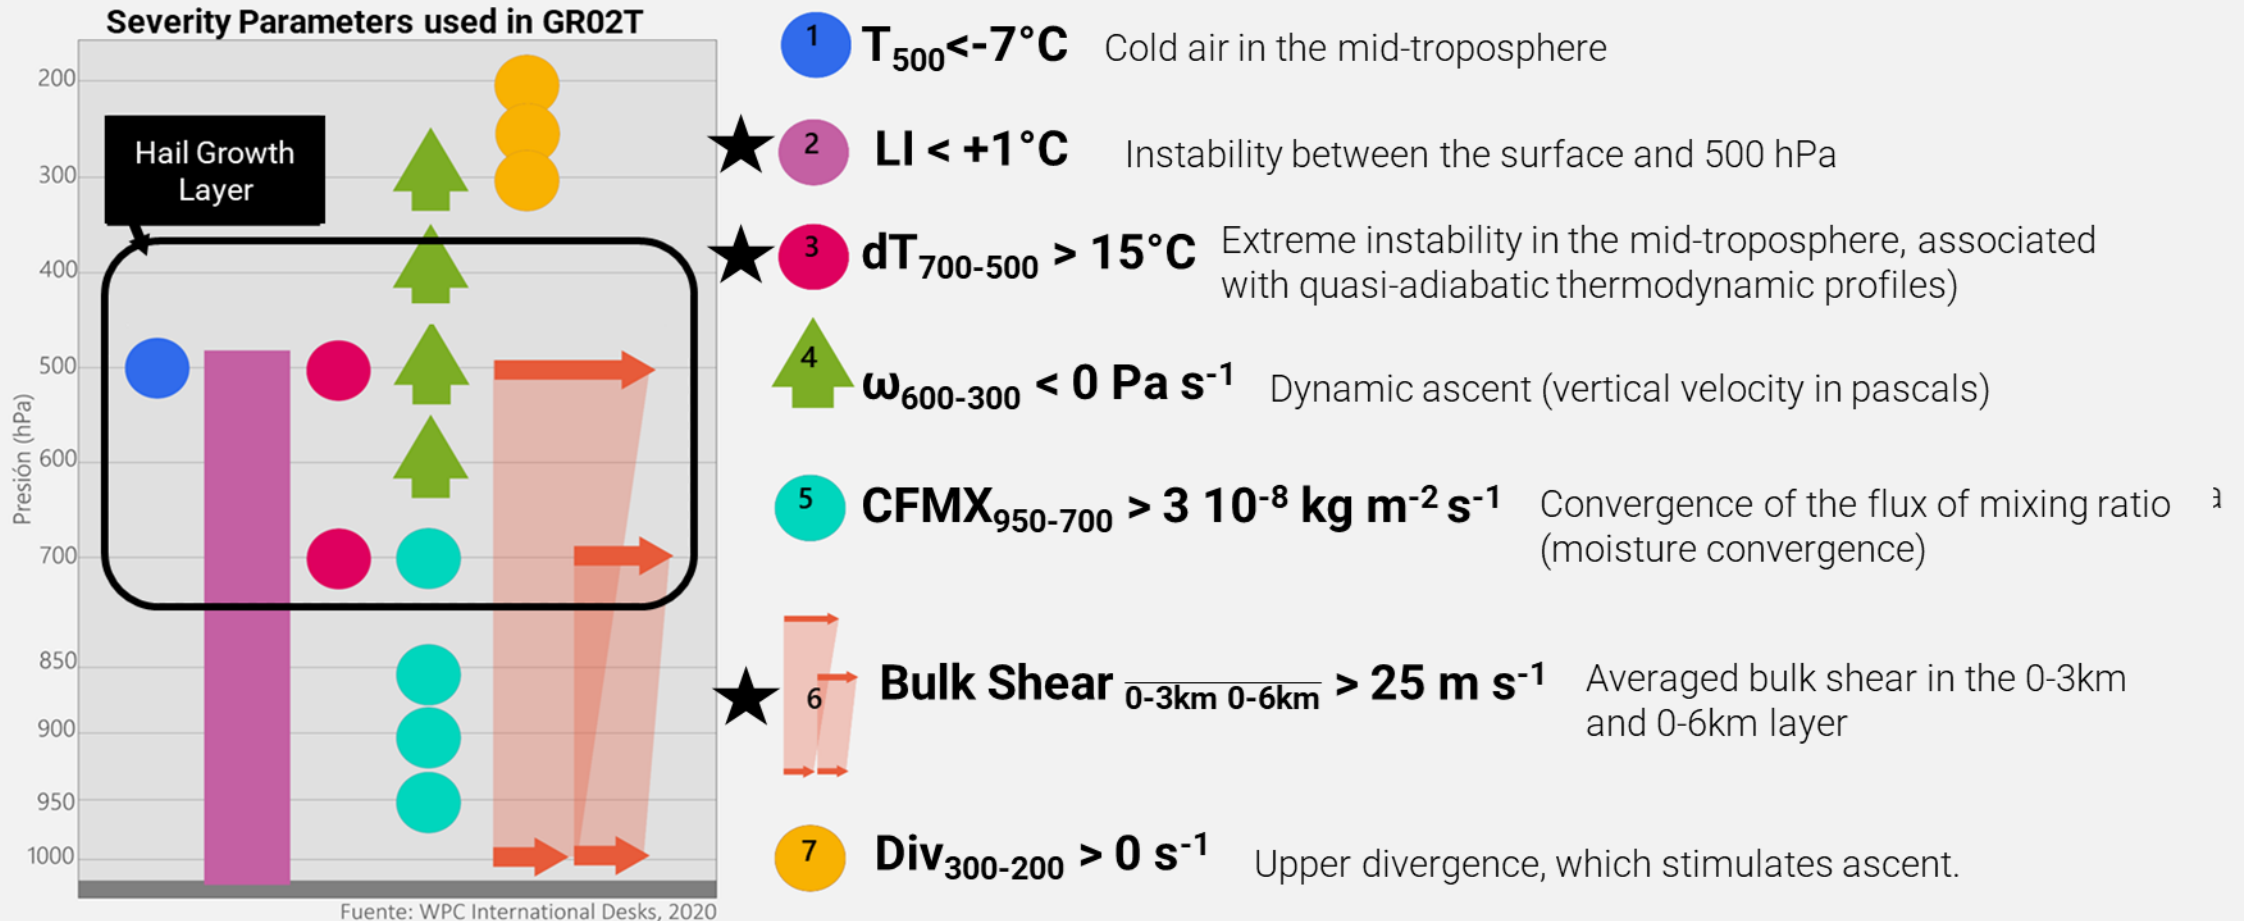 Severity Parameters used in GR02T
Presión (hPa)
200
300
400
500
600
700
850
900
950
1000
Hail Growth
Layer
Fuente: WPC International Desks, 2020
1 T500<-7°C Cold air in the mid-troposphere
2 LI < +1°C Instability between the surface and 500 hPa
3 dT700-500 > 15°C Extreme instability in the mid-troposphere, associated
with quasi-adiabatic thermodynamic profiles)
4 ω600-300 < 0 Pa s-1 Dynamic ascent (vertical velocity in pascals)
5 CFMX950-700 > 3 10-8 kg m-2 s-1 Convergence of the flux of mixing ratio
(moisture convergence)
6 Bulk Shear 0-3km 0-6km > 25 m s-1 Averaged bulk shear in the 0-3km
and 0-6km layer
7 Div300-200 > 0 s-1 Upper divergence, which stimulates ascent.